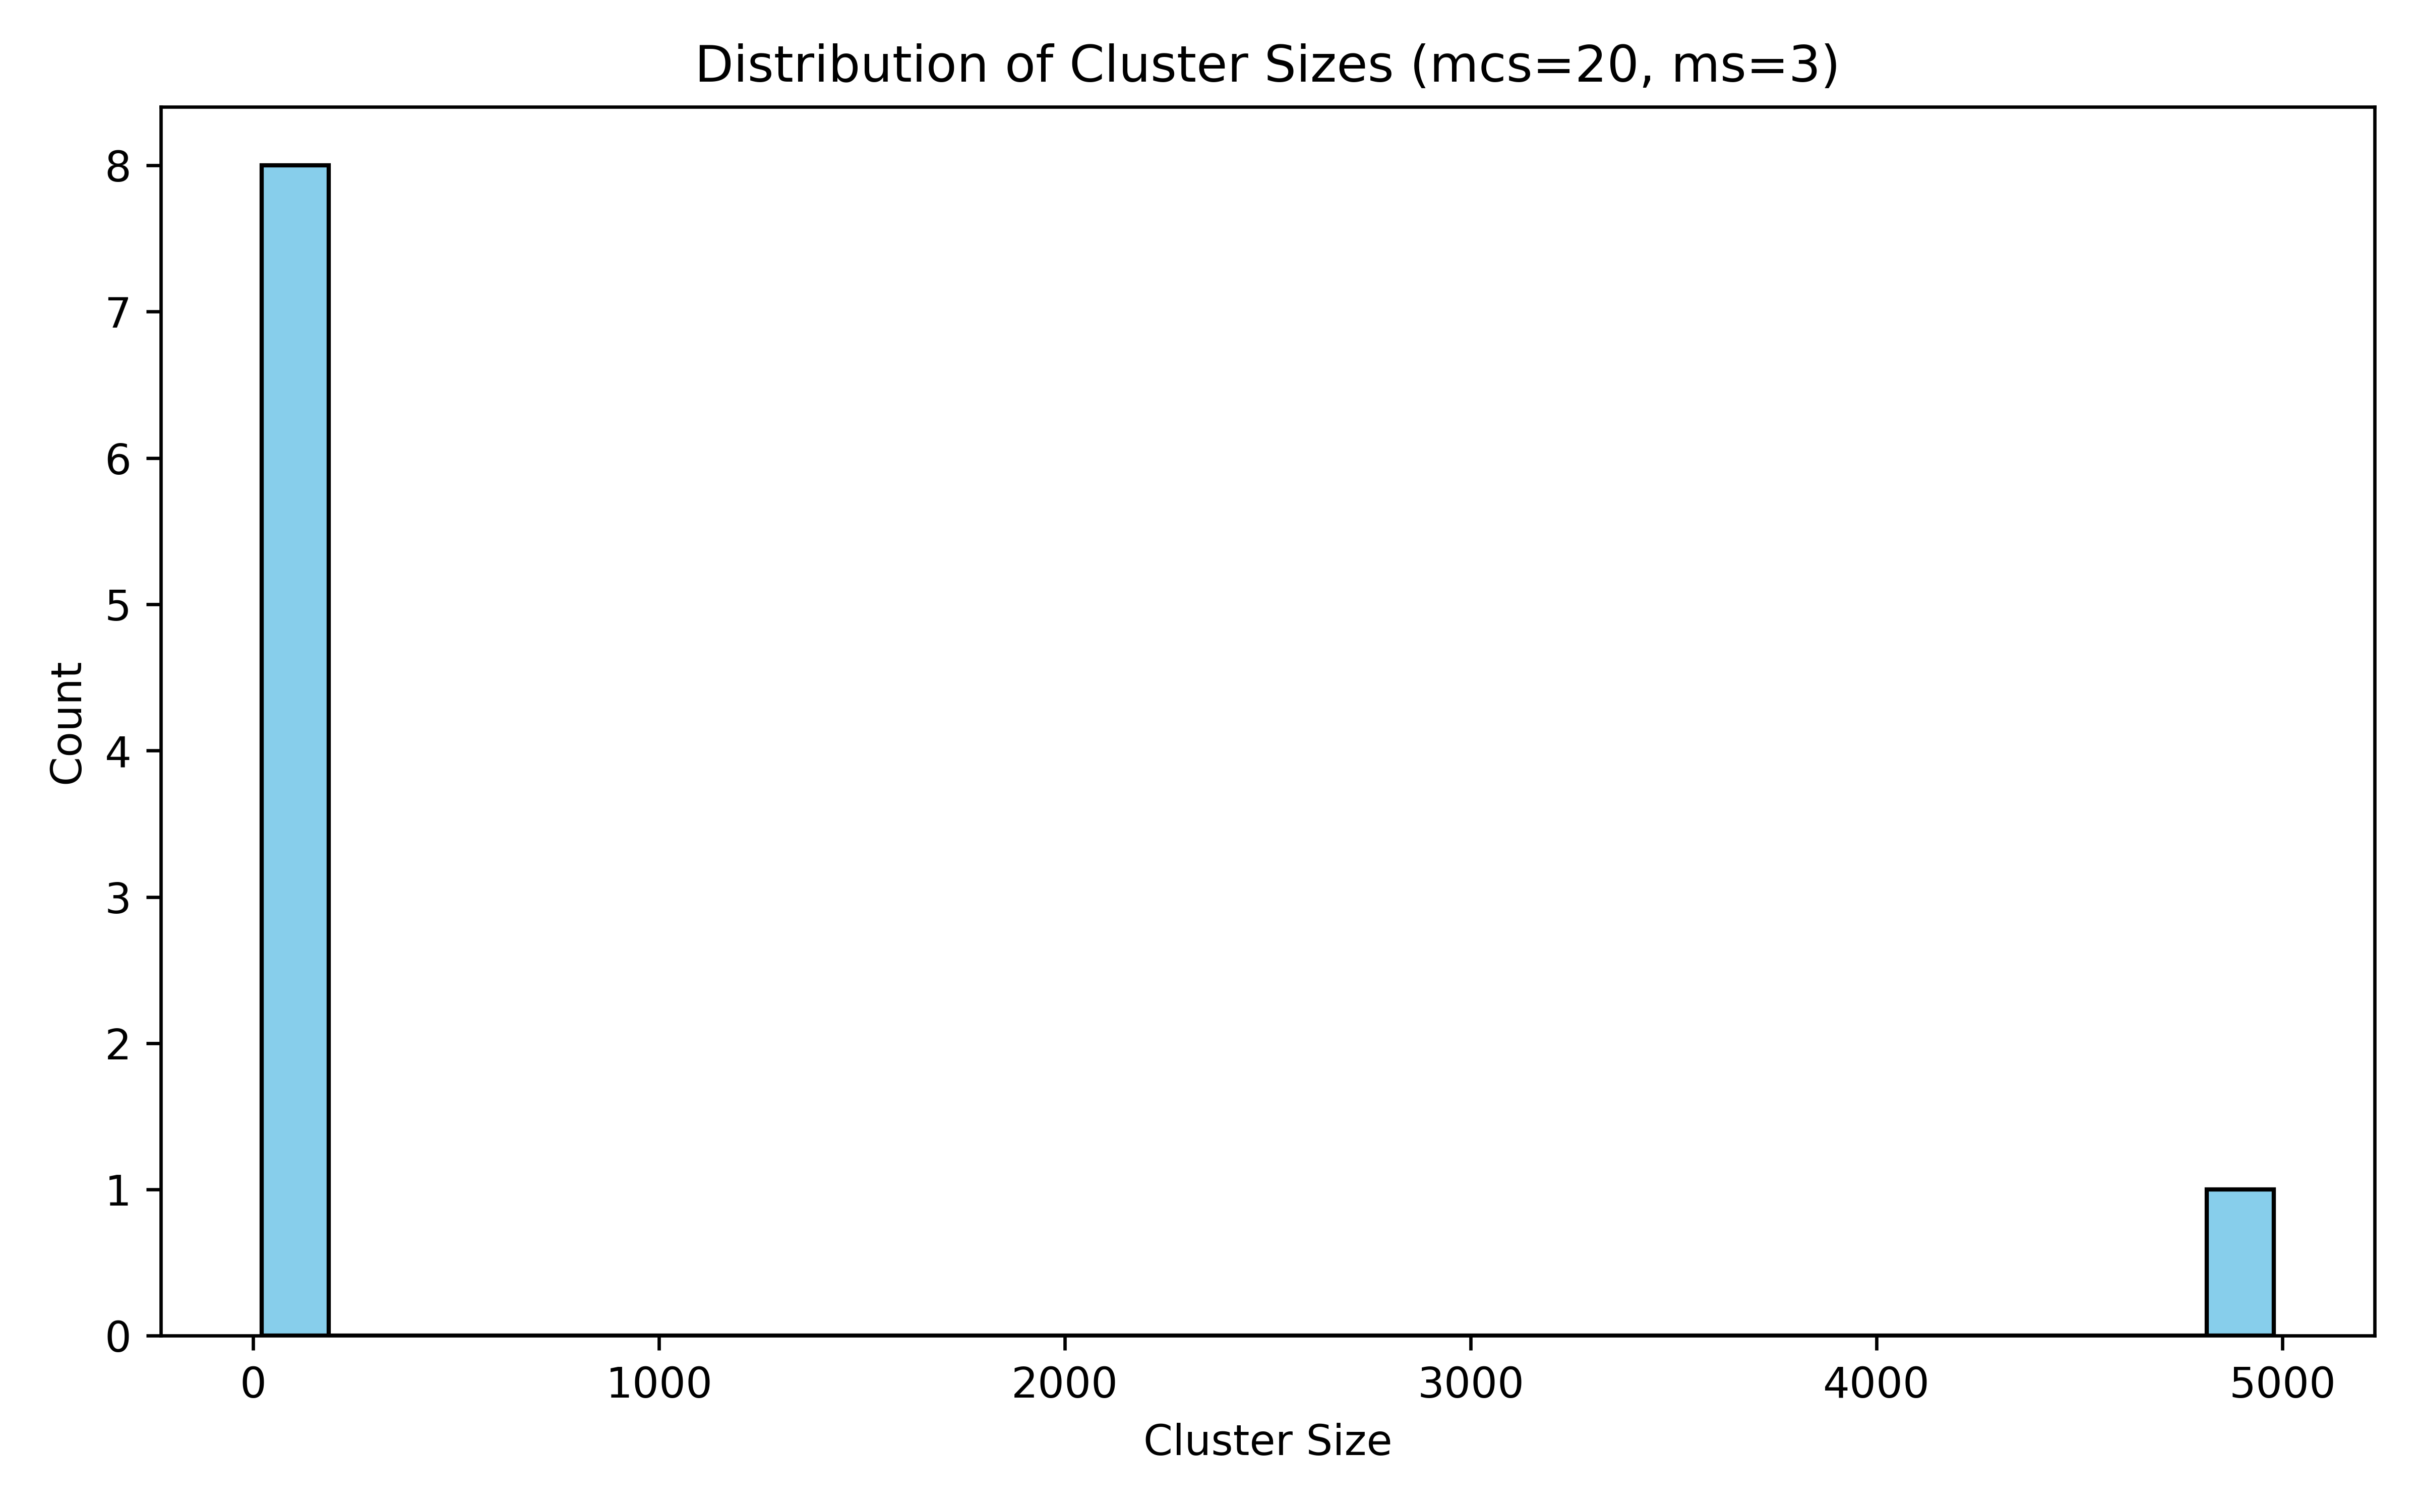 Distribution of Cluster Sizes (mcs=20, ms=3)
8
7
6
5
4
3
2
1
0
Count
0 1000 2000 3000 4000 5000
Cluster Size